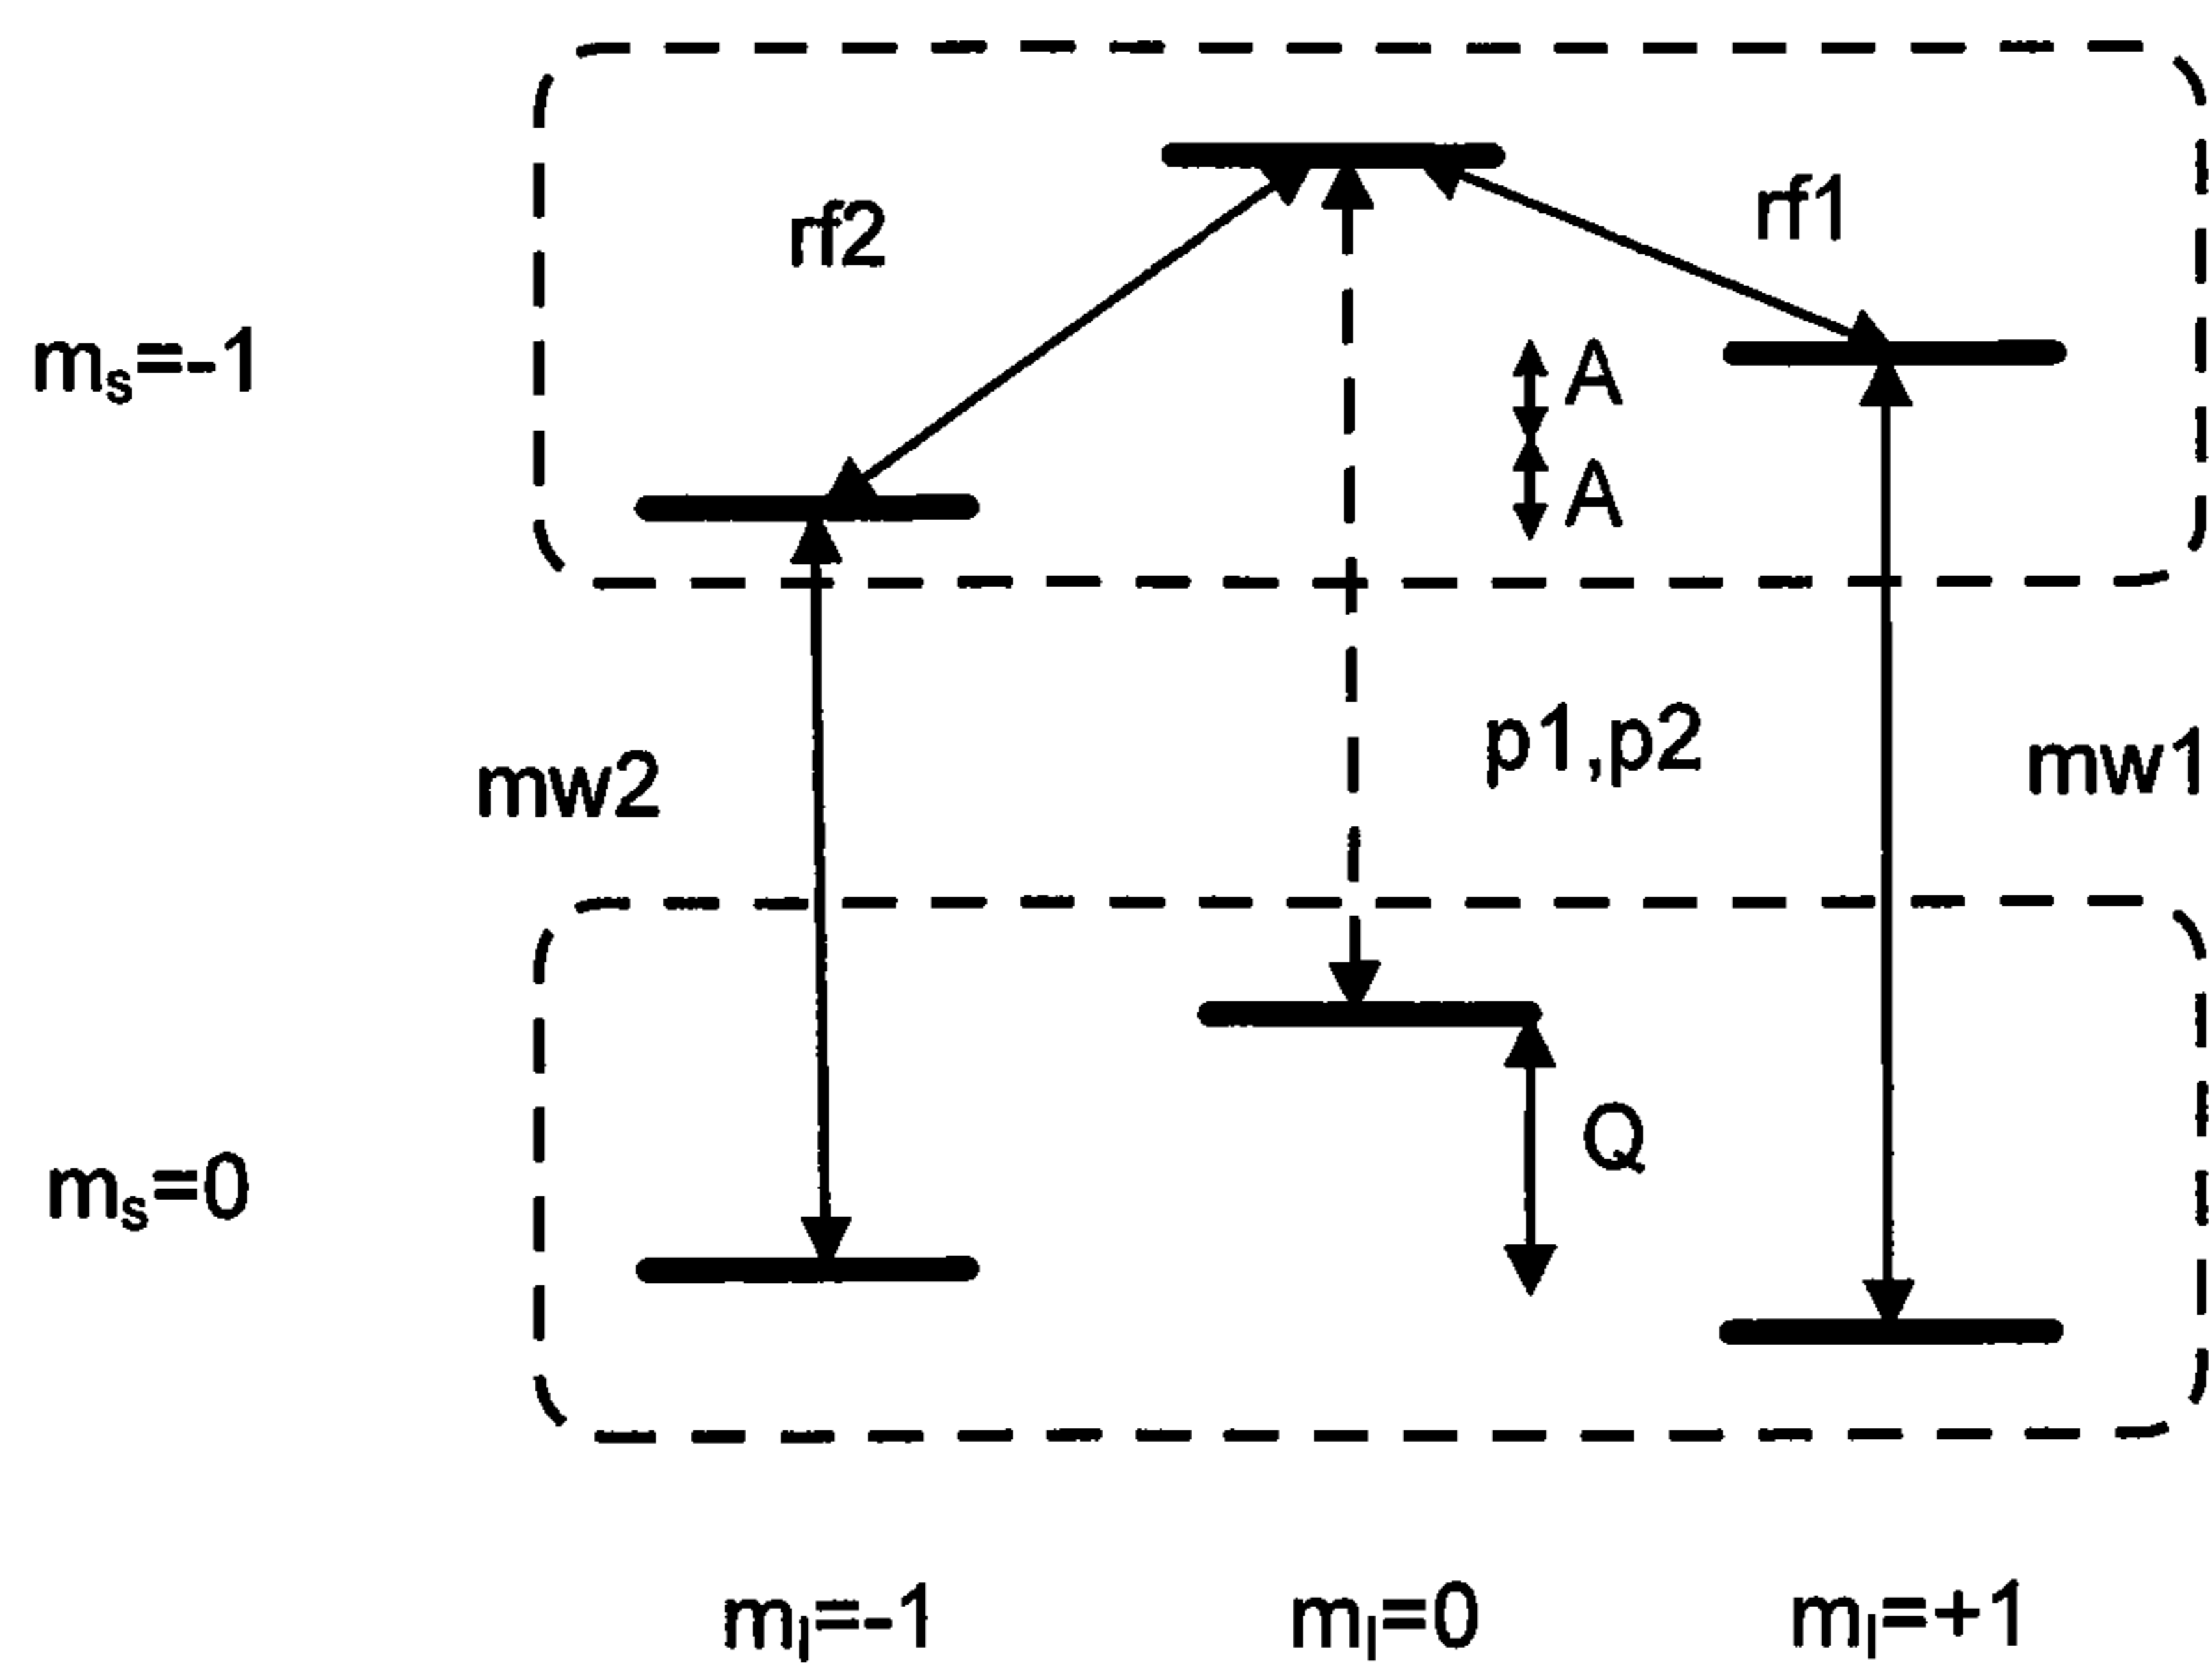 rf2
rf1
mₛ=-1
A
A
mw2
p1,p2
mw1
mₛ=0
Q
mI=-1
mI=0
mI=+1